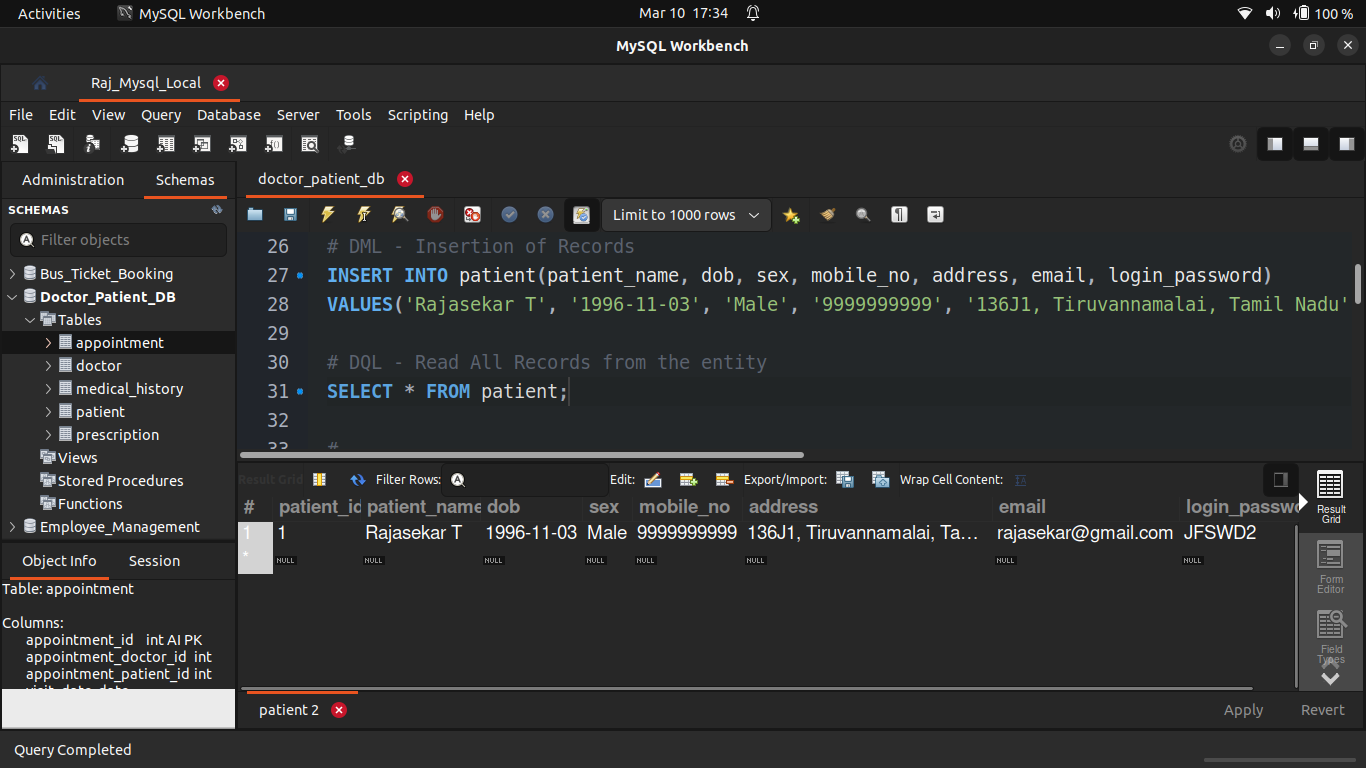 Activities MySQL Workbench Mar 10 17:34 100 %
MySQL Workbench
Raj_Mysql_Local
File Edit View Query Database Server Tools Scripting Help
Administration Schemas
doctor_patient_db
SCHEMAS
Limit to 1000 rows
Filter objects
Bus_Ticket_Booking
Doctor_Patient_DB
Tables
appointment
doctor
medical_history
patient
prescription
Views
Stored Procedures
Functions
Employee_Management
26 # DML - Insertion of Records
27 INSERT INTO patient(patient_name, dob, sex, mobile_no, address, email, login_password)
28 VALUES('Rajasekar T', '1996-11-03', 'Male', '9999999999', '136J1, Tiruvannamalai, Tamil Nadu'
29
30 # DQL - Read All Records from the entity
31 SELECT * FROM patient;
32
33 #
Result Grid Filter Rows: Edit: Export/Import: Wrap Cell Content:
# patient_id patient_name dob sex mobile_no address email login_passwo
1 1 Rajasekar T 1996-11-03 Male 9999999999 136J1, Tiruvannamalai, Ta... rajasekar@gmail.com JFSWD2
* NULL NULL NULL NULL NULL NULL NULL NULL
Result
Grid
Form
Editor
Field
Types
Object Info Session
Table: appointment
Columns:
appointment_id int AI PK
appointment_doctor_id int
appointment_patient_id int
visit_date date
patient 2 Apply Revert
Query Completed